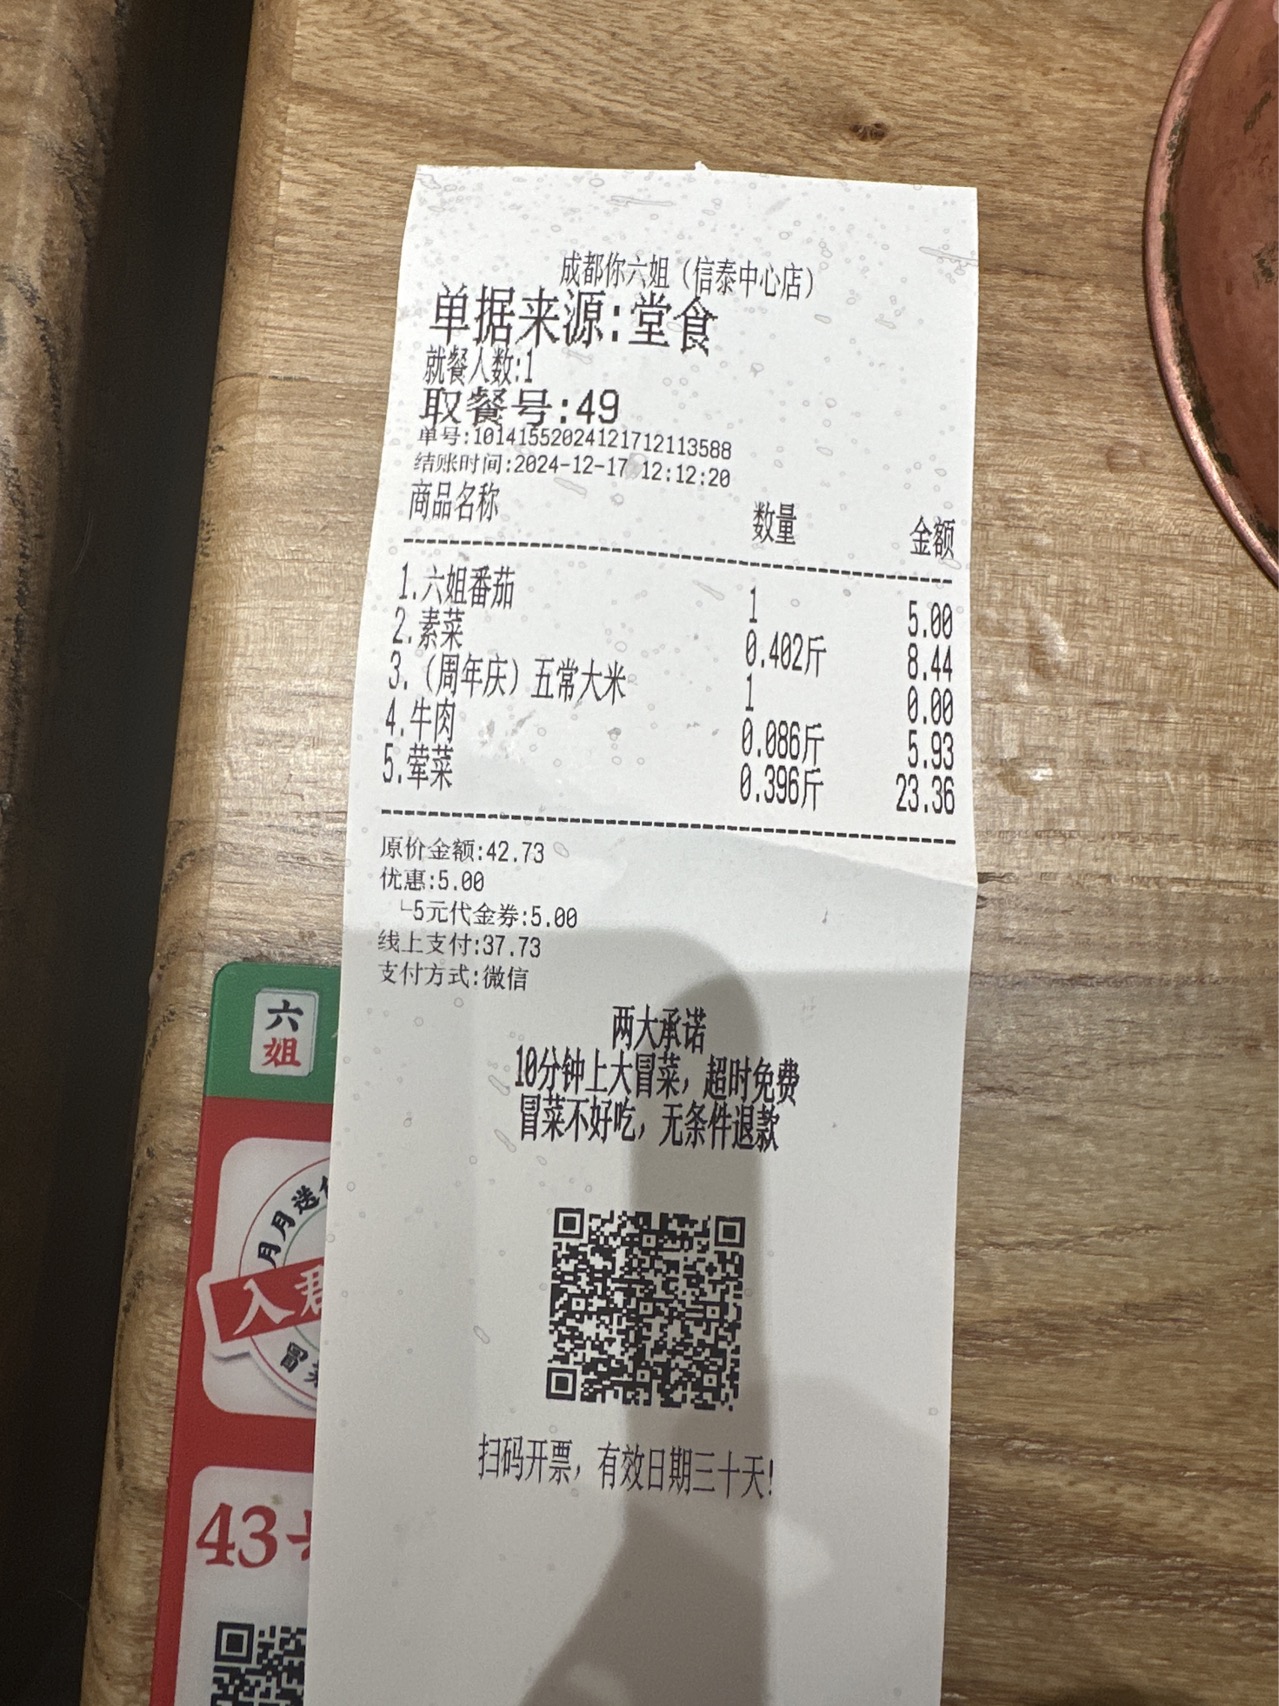 成都你六姐（信泰中心店）
单据来源:堂食
就餐人数:1
取餐号:49
单号:10141552024121712113588
结账时间:2024-12-17 12:12:20
商品名称 数量 金额
1.六姐番茄 1 5.00
2.素菜 0.402斤 8.44
3.（周年庆）五常大米 1 0.00
4.牛肉 0.086斤 5.93
5.荤菜 0.396斤 23.36
原价金额:42.73
优惠:5.00
└5元代金券:5.00
线上支付:37.73
支付方式:微信
两大承诺
10分钟上大冒菜，超时免费
冒菜不好吃，无条件退款
扫码开票，有效日期三十天!
六
姐
月月送
入
冒
43